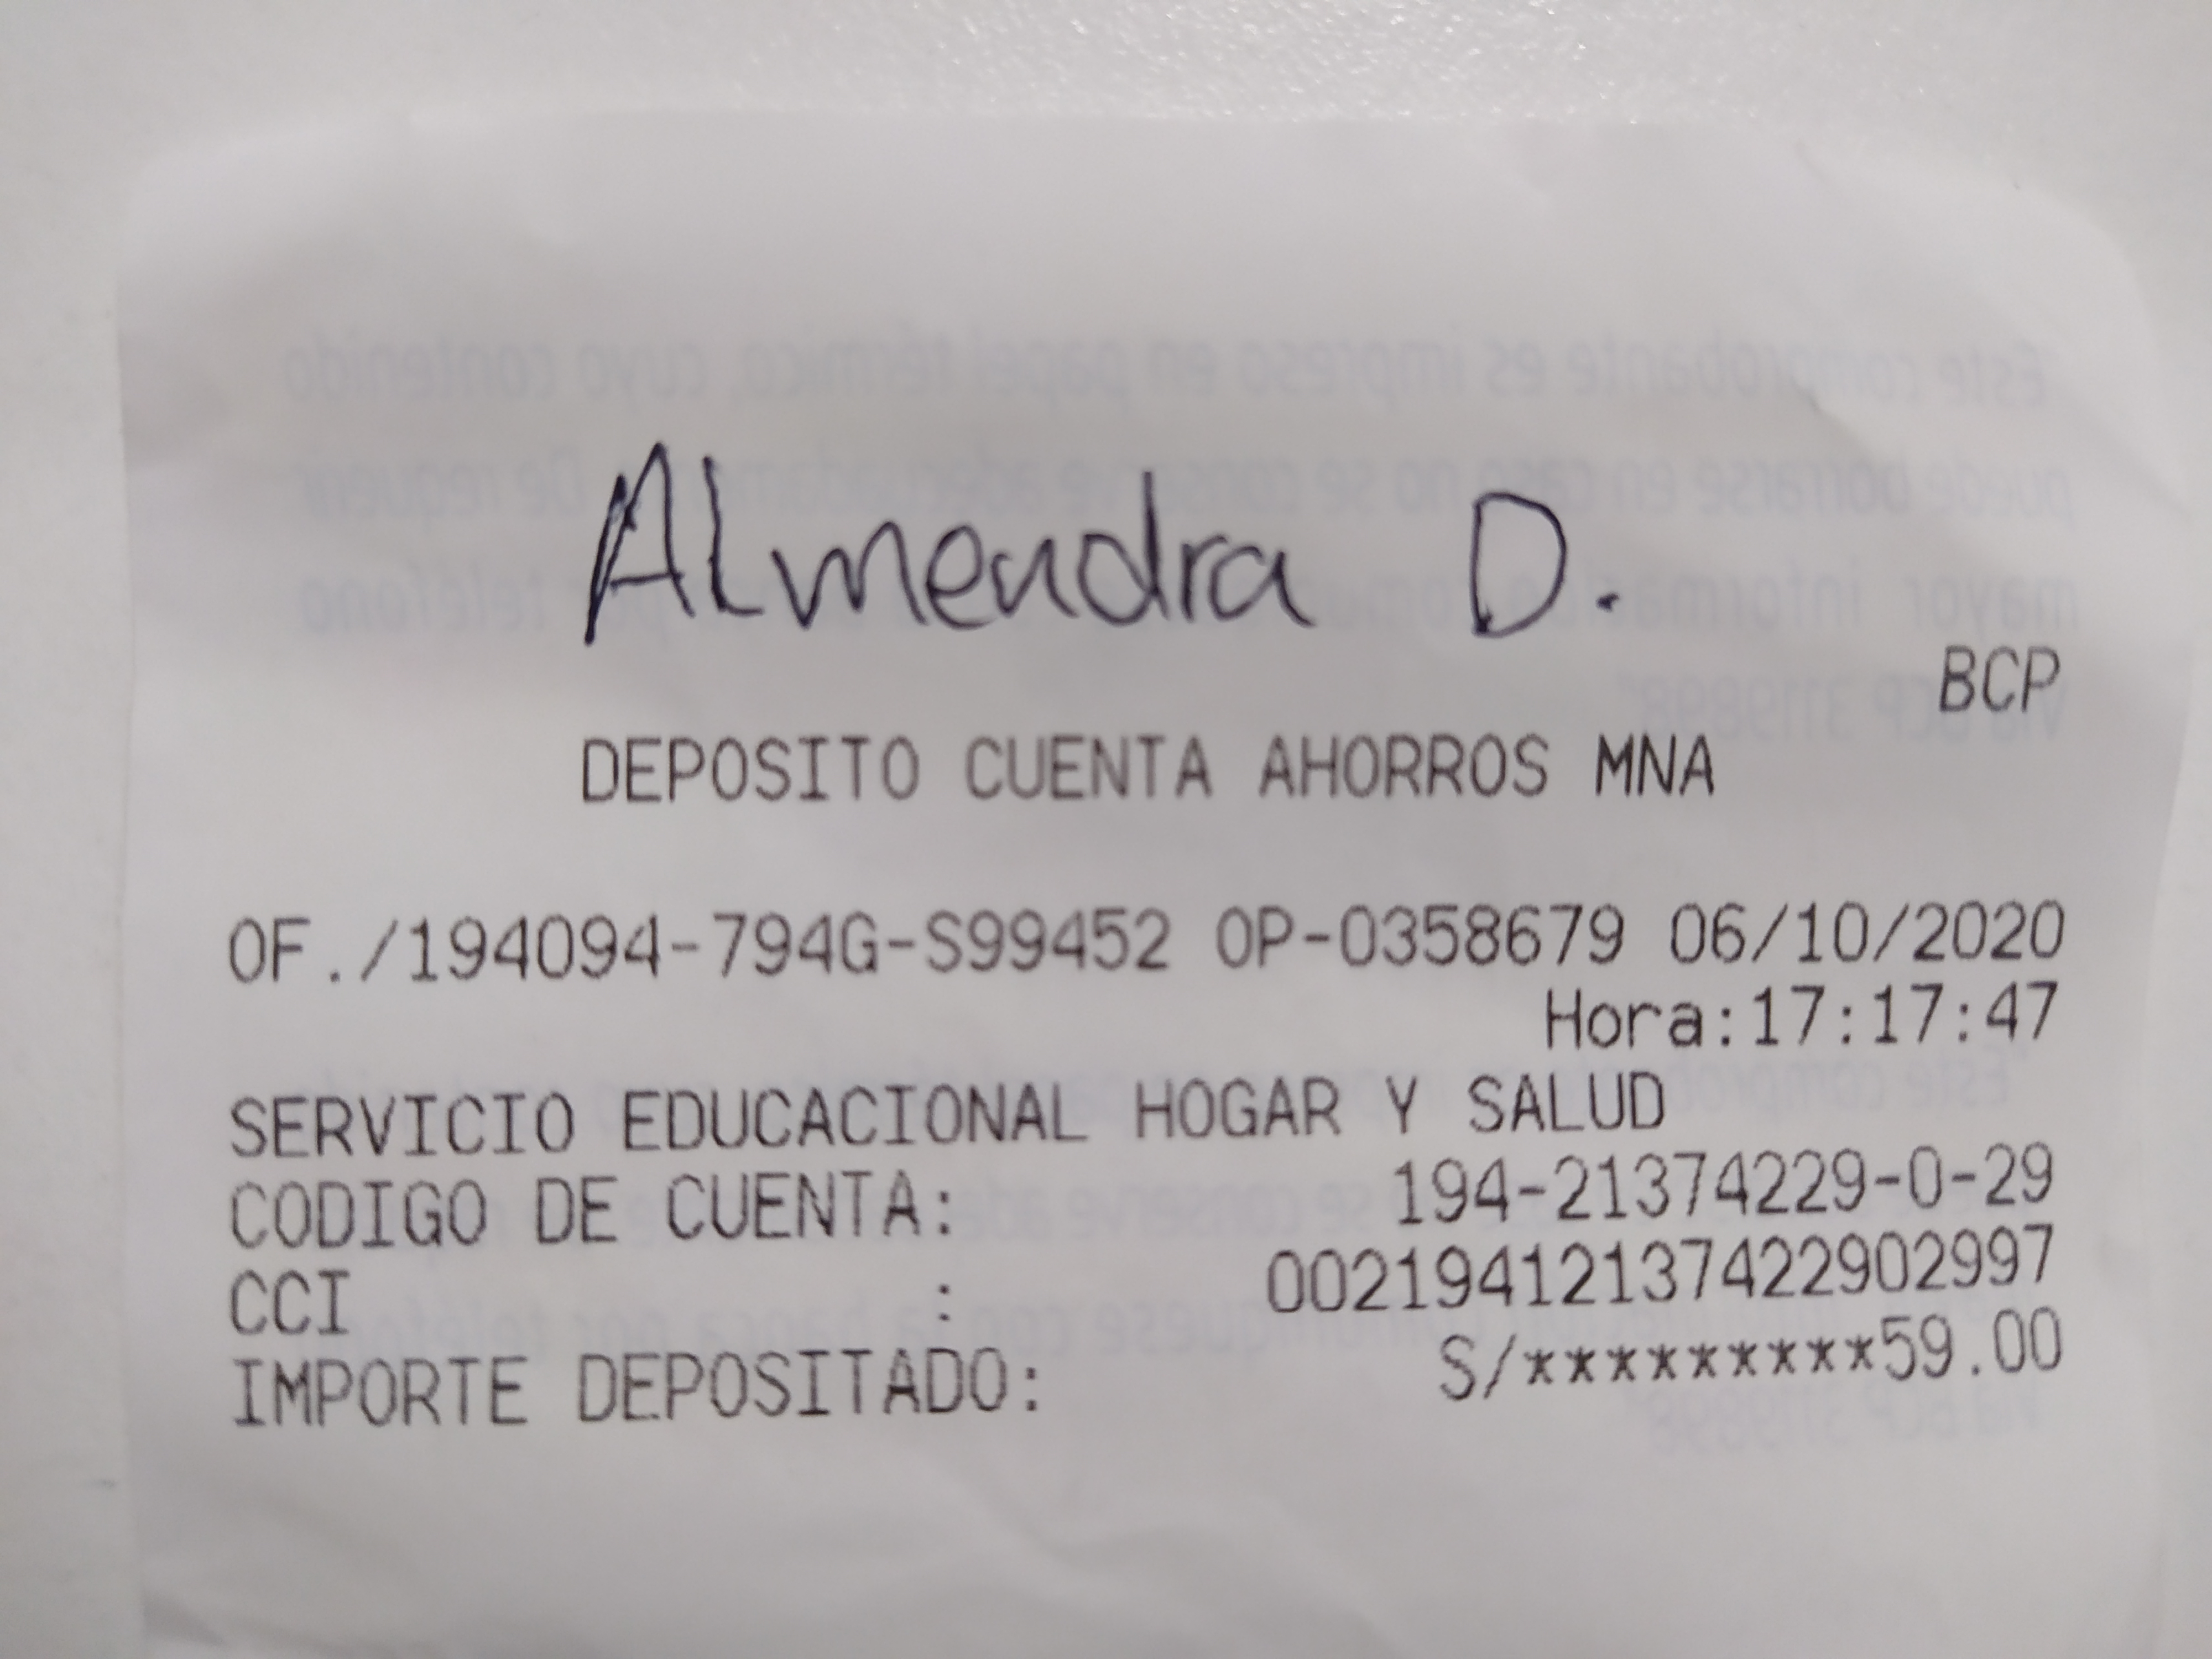 Almendra D.
BCP
DEPOSITO CUENTA AHORROS MNA
OF./194094-794G-S99452 OP-0358679 06/10/2020
Hora:17:17:47
SERVICIO EDUCACIONAL HOGAR Y SALUD
CODIGO DE CUENTA: 194-21374229-0-29
CCI : 00219412137422902997
IMPORTE DEPOSITADO: S/*********59.00